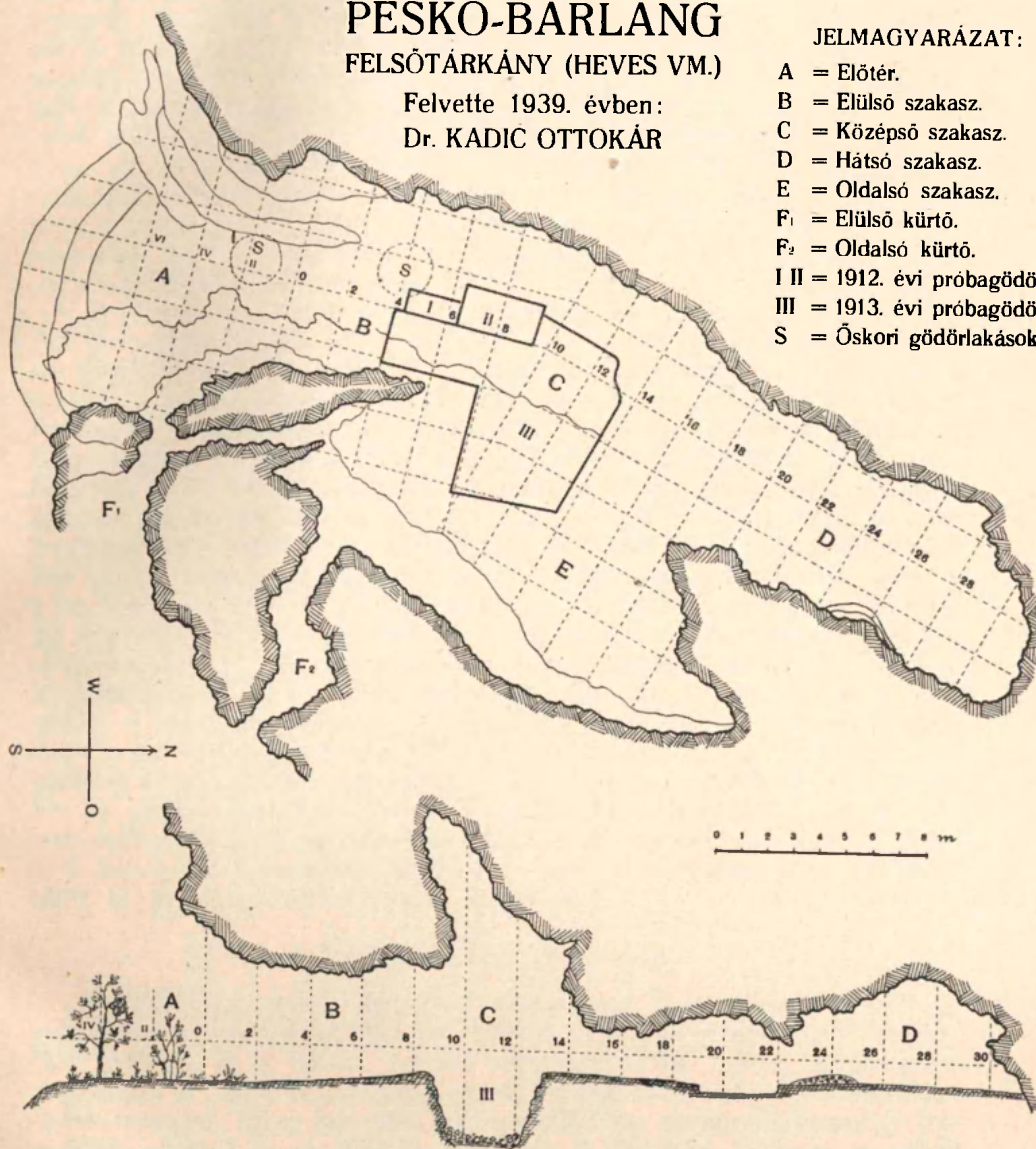 PESKŐ-BARLANG
FELSŐTÁRKÁNY (HEVES VM.)
Felvette 1939. évben:
Dr. KADIĆ OTTOKÁR
JELMAGYARÁZAT:
A = Előtér.
B = Elülső szakasz.
C = Középső szakasz.
D = Hátsó szakasz.
E = Oldalsó szakasz.
F₁ = Elülső kürtő.
F₂ = Oldalsó kürtő.
I II = 1912. évi próbagödö
III = 1913. évi próbagödö
S = Őskori gödörlakások
VI IV II 0 2 4 6 8 10 12 14 16 18 20 22 24 26 28
S
S
A
B
I
II
C
III
D
E
F₁
F₂
W
S N
O
0 1 2 3 4 5 6 7 8 m
A
B
C
D
IV II 0 2 4 6 8 10 12 14 16 18 20 22 24 26 28 30
III